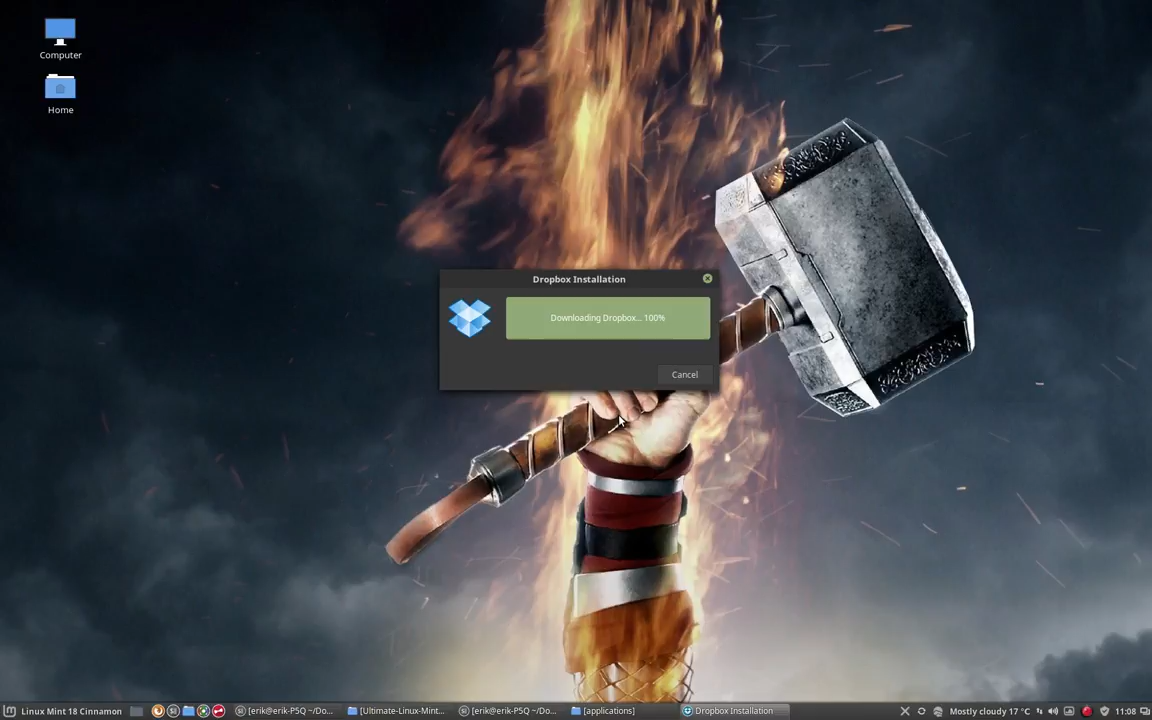 Computer
Home
Dropbox Installation
Downloading Dropbox... 100%
Cancel
Linux Mint 18 Cinnamon
[erik@erik-P5Q ~/Do...
[Ultimate-Linux-Mint...
[erik@erik-P5Q ~/Do...
[applications]
Dropbox Installation
Mostly cloudy 17 °C
11:08